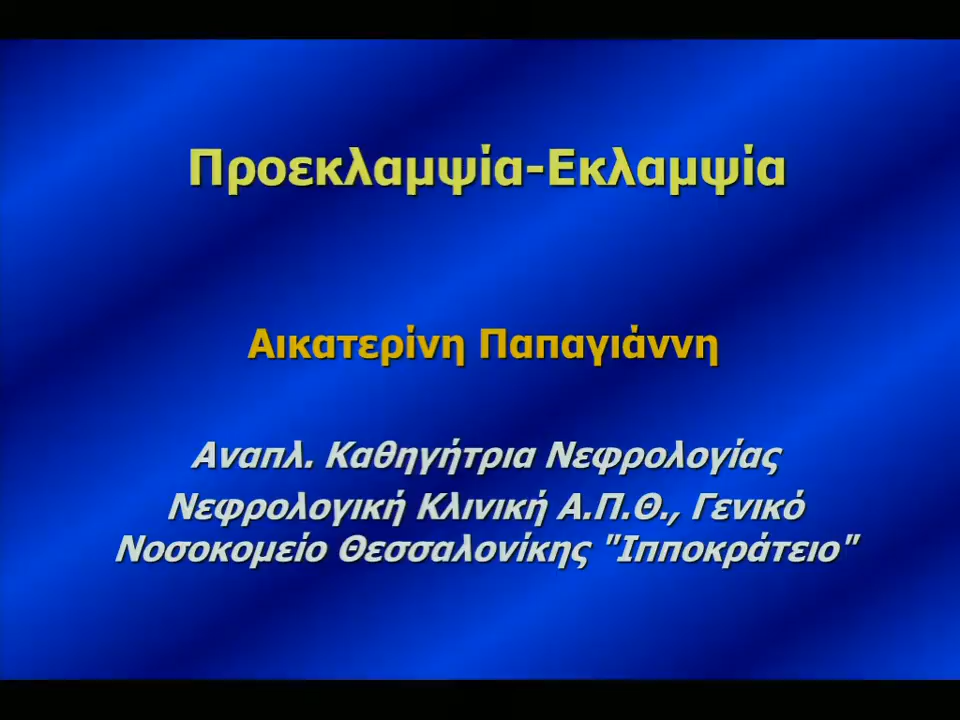 Προεκλαμψία-Εκλαμψία
Αικατερίνη Παπαγιάννη
Αναπλ. Καθηγήτρια Νεφρολογίας
Νεφρολογική Κλινική Α.Π.Θ., Γενικό
Νοσοκομείο Θεσσαλονίκης "Ιπποκράτειο"